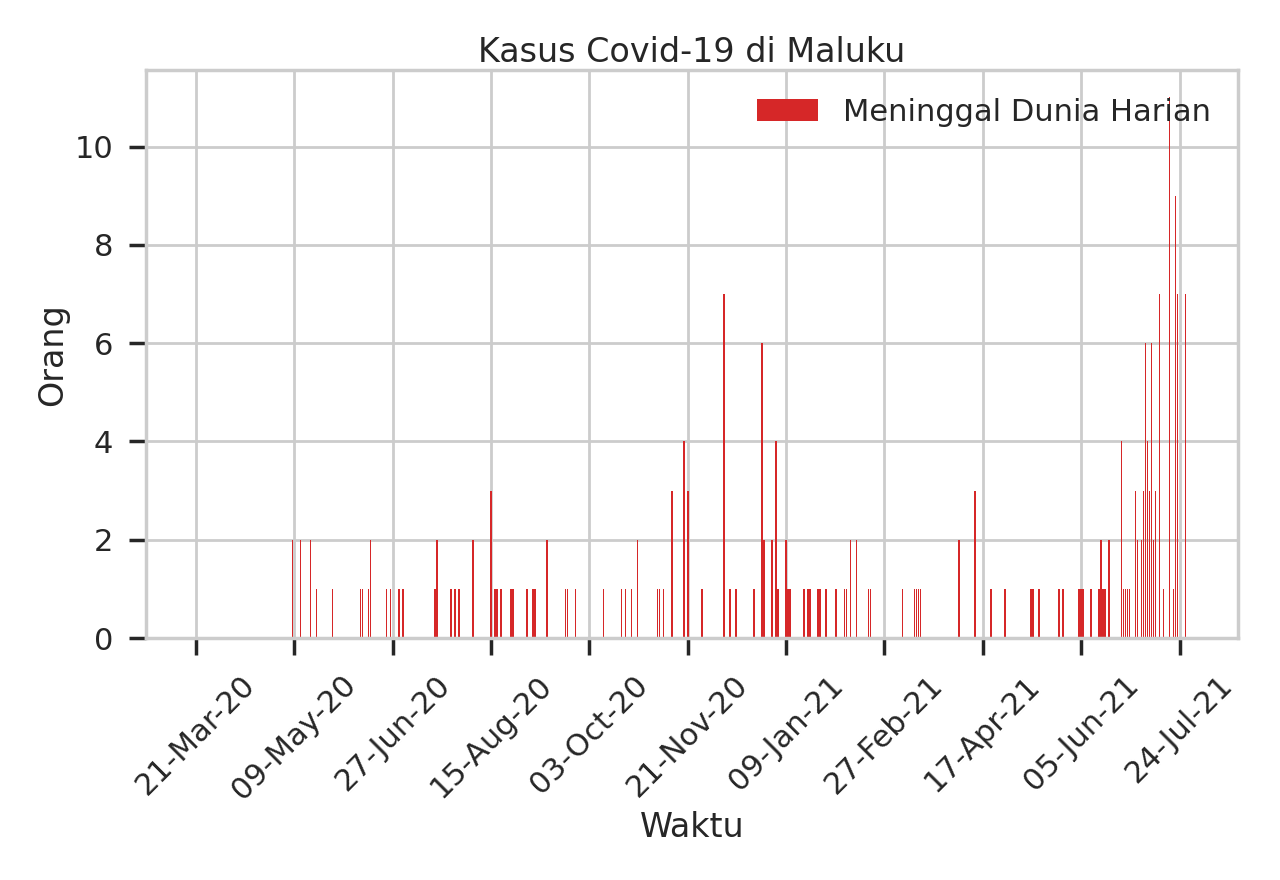 Kasus Covid-19 di Maluku
Meninggal Dunia Harian
Orang
10
8
6
4
2
0
21-Mar-20
09-May-20
27-Jun-20
15-Aug-20
03-Oct-20
21-Nov-20
09-Jan-21
27-Feb-21
17-Apr-21
05-Jun-21
24-Jul-21
Waktu